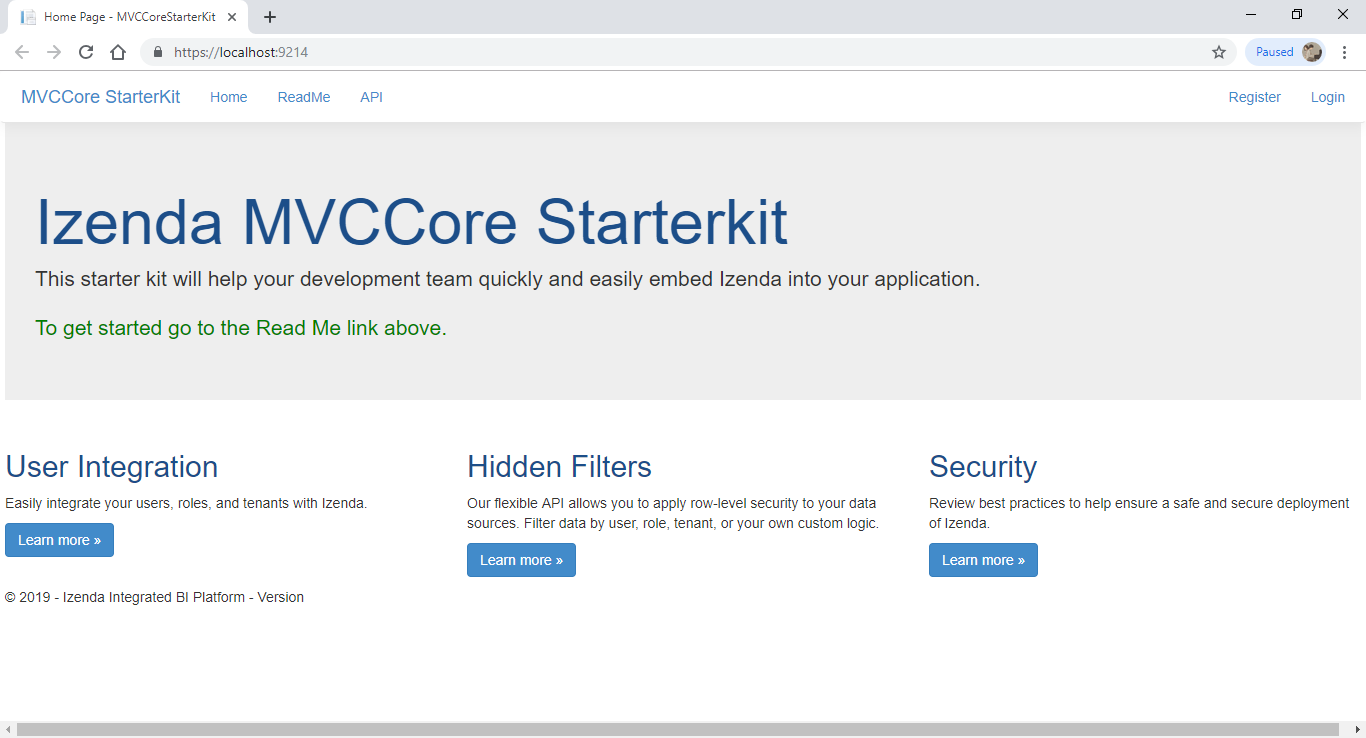 Home Page - MVCCoreStarterKit
https://localhost:9214
Paused
MVCCore StarterKit Home ReadMe API Register Login
Izenda MVCCore Starterkit
This starter kit will help your development team quickly and easily embed Izenda into your application.
To get started go to the Read Me link above.
User Integration
Easily integrate your users, roles, and tenants with Izenda.
Learn more »
Hidden Filters
Our flexible API allows you to apply row-level security to your data
sources. Filter data by user, role, tenant, or your own custom logic.
Learn more »
Security
Review best practices to help ensure a safe and secure deployment
of Izenda.
Learn more »
© 2019 - Izenda Integrated BI Platform - Version